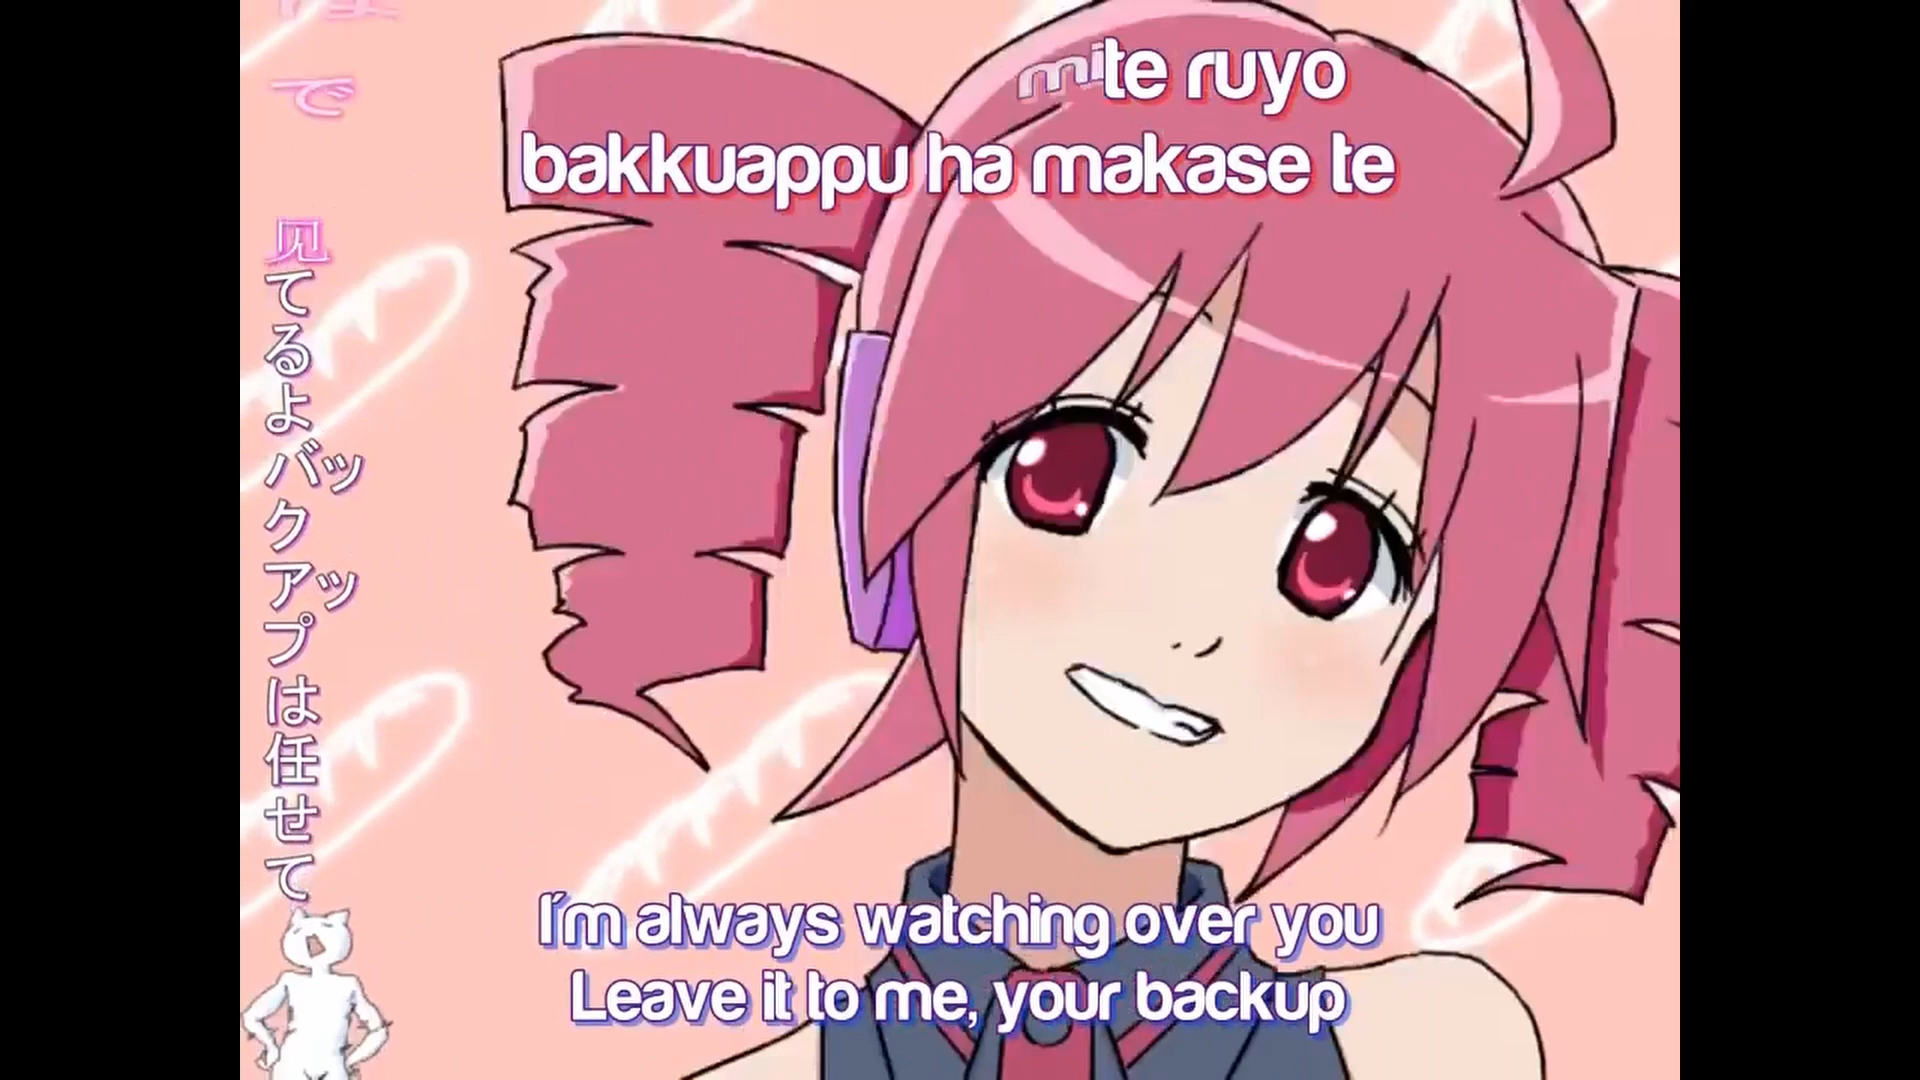 で
見てるよバックアップは任せて
mite ruyo
bakkuappu ha makase te
I'm always watching over you
Leave it to me, your backup